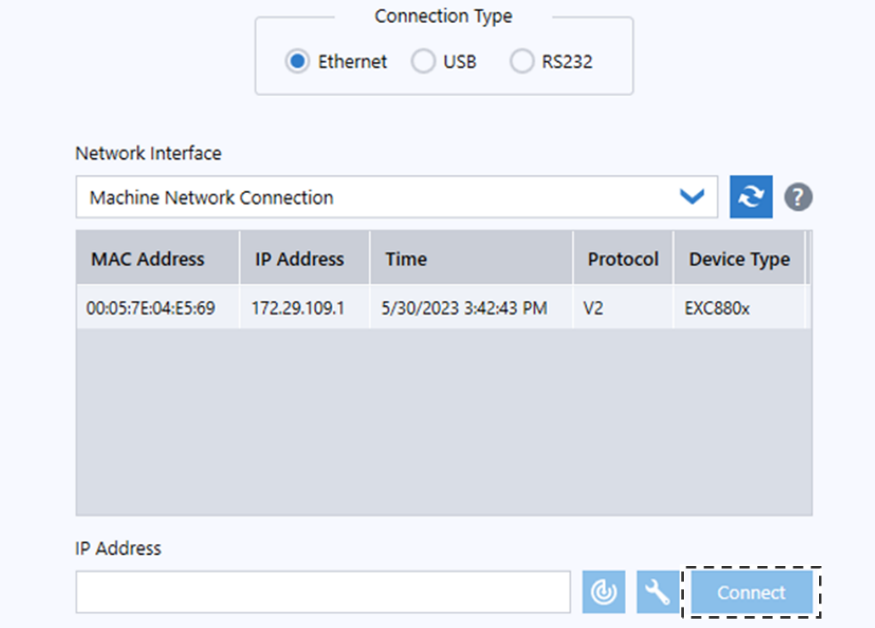 Connection Type
Ethernet USB RS232
Network Interface
Machine Network Connection ?
MAC Address IP Address Time Protocol Device Type
00:05:7E:04:E5:69 172.29.109.1 5/30/2023 3:42:43 PM V2 EXC880x
IP Address
Connect